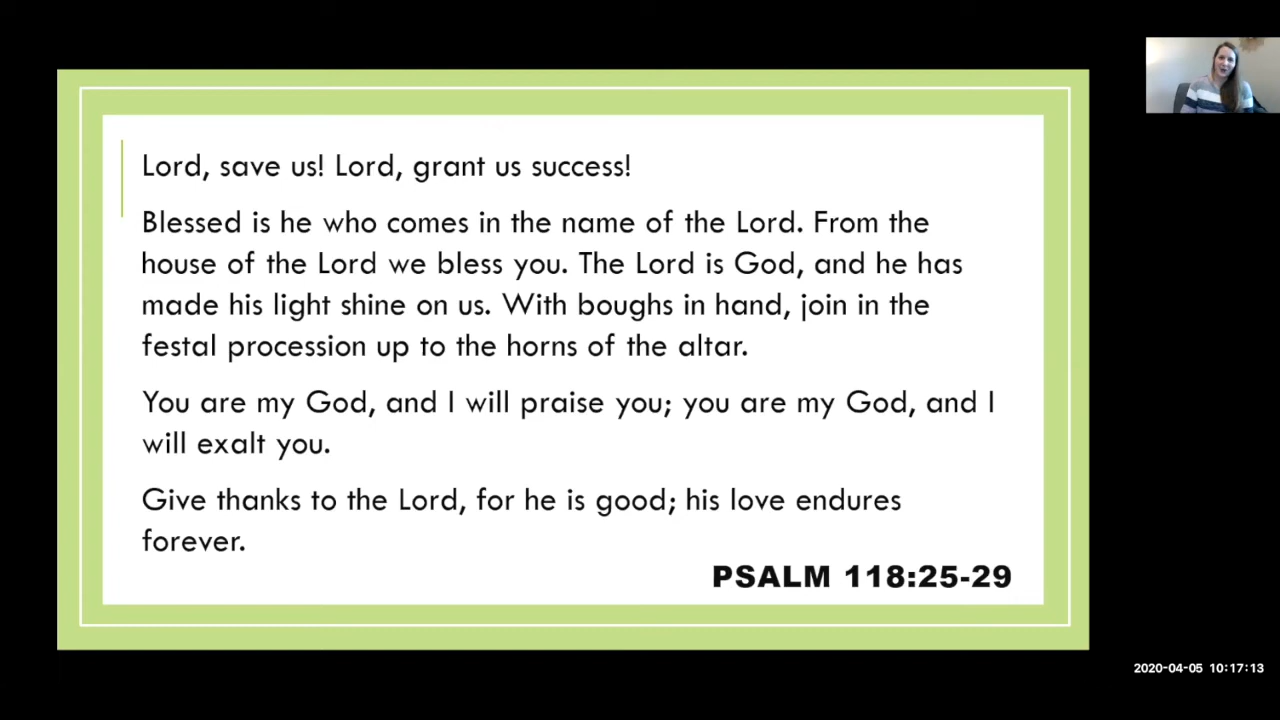 Lord, save us! Lord, grant us success!
Blessed is he who comes in the name of the Lord. From the
house of the Lord we bless you. The Lord is God, and he has
made his light shine on us. With boughs in hand, join in the
festal procession up to the horns of the altar.
You are my God, and I will praise you; you are my God, and I
will exalt you.
Give thanks to the Lord, for he is good; his love endures
forever.
PSALM 118:25-29
2020-04-05 10:17:13